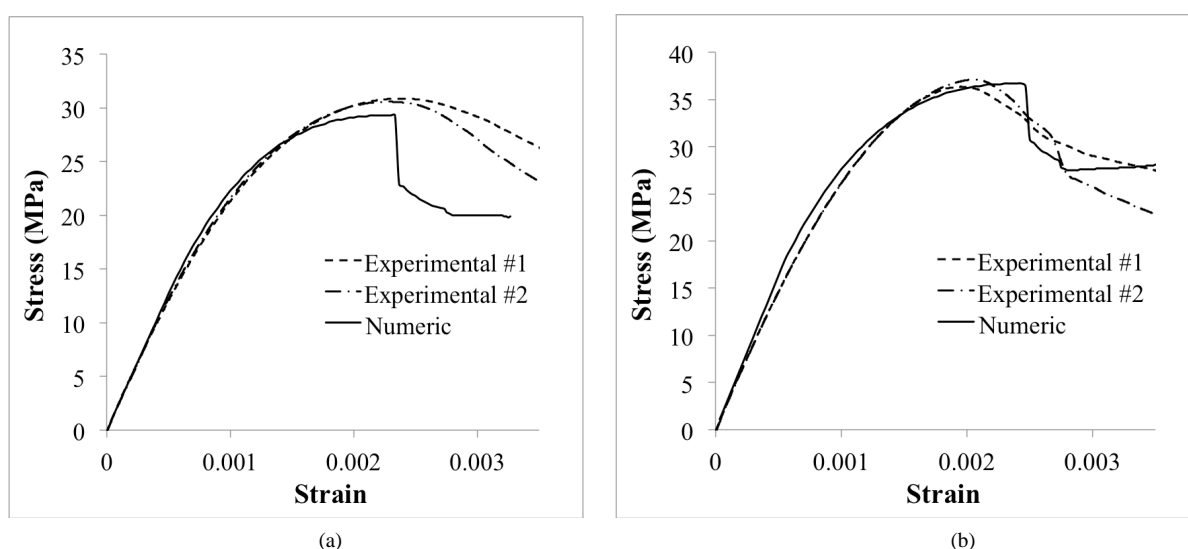 35
30
25
20
15
10
5
0
Stress (MPa)
Experimental #1
Experimental #2
Numeric
0 0.001 0.002 0.003
Strain
(a)
40
35
30
25
20
15
10
5
0
Stress (MPa)
Experimental #1
Experimental #2
Numeric
0 0.001 0.002 0.003
Strain
(b)